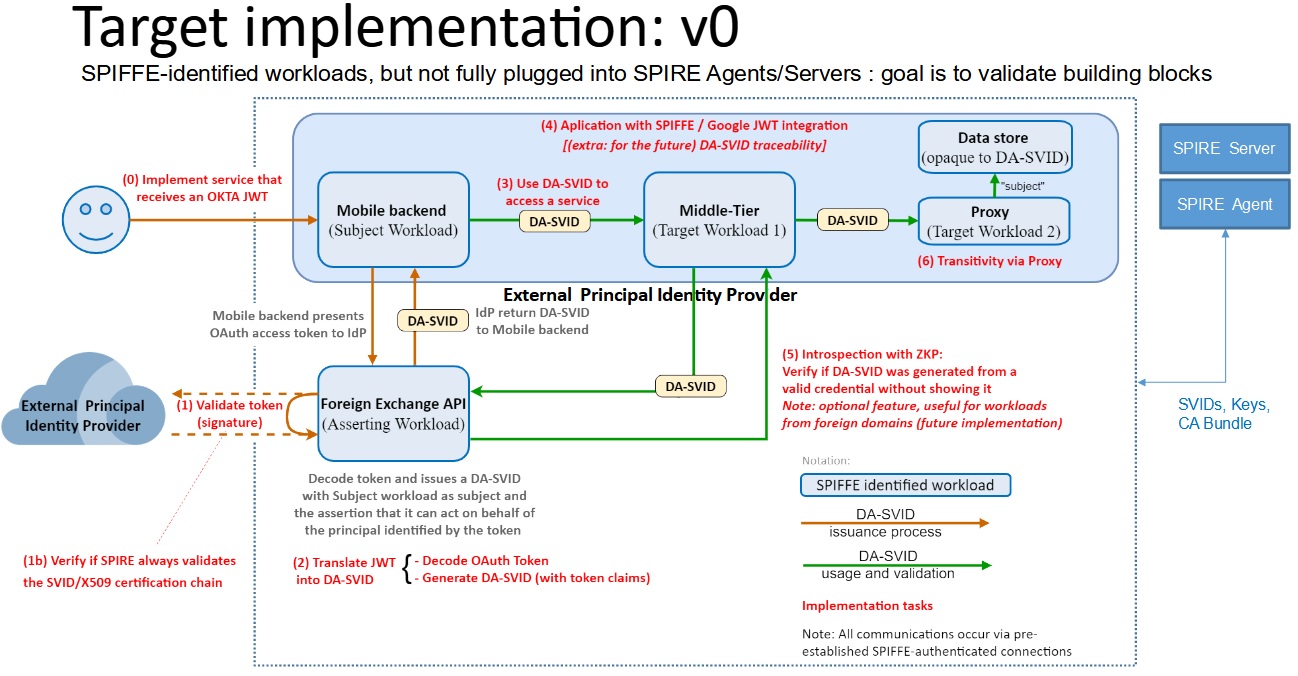 Target implementation: v0
SPIFFE-identified workloads, but not fully plugged into SPIRE Agents/Servers : goal is to validate building blocks
(0) Implement service that
receives an OKTA JWT
(4) Aplication with SPIFFE / Google JWT integration
[(extra: for the future) DA-SVID traceability]
Mobile backend
(Subject Workload)
(3) Use DA-SVID to
access a service
DA-SVID
Middle-Tier
(Target Workload 1)
DA-SVID
Data store
(opaque to DA-SVID)
"subject"
Proxy
(Target Workload 2)
(6) Transitivity via Proxy
SPIRE Server
SPIRE Agent
External Principal Identity Provider
Mobile backend presents
OAuth access token to IdP
DA-SVID
IdP return DA-SVID
to Mobile backend
DA-SVID
(5) Introspection with ZKP:
Verify if DA-SVID was generated from a
valid credential without showing it
Note: optional feature, useful for workloads
from foreign domains (future implementation)
SVIDs, Keys,
CA Bundle
External Principal
Identity Provider
(1) Validate token
(signature)
Foreign Exchange API
(Asserting Workload)
Decode token and issues a DA-SVID
with Subject workload as subject and
the assertion that it can act on behalf of
the principal identified by the token
(1b) Verify if SPIRE always validates
the SVID/X509 certification chain
(2) Translate JWT
into DA-SVID
{
- Decode OAuth Token
- Generate DA-SVID (with token claims)
Notation:
SPIFFE identified workload
DA-SVID
issuance process
DA-SVID
usage and validation
Implementation tasks
Note: All communications occur via pre-
established SPIFFE-authenticated connections